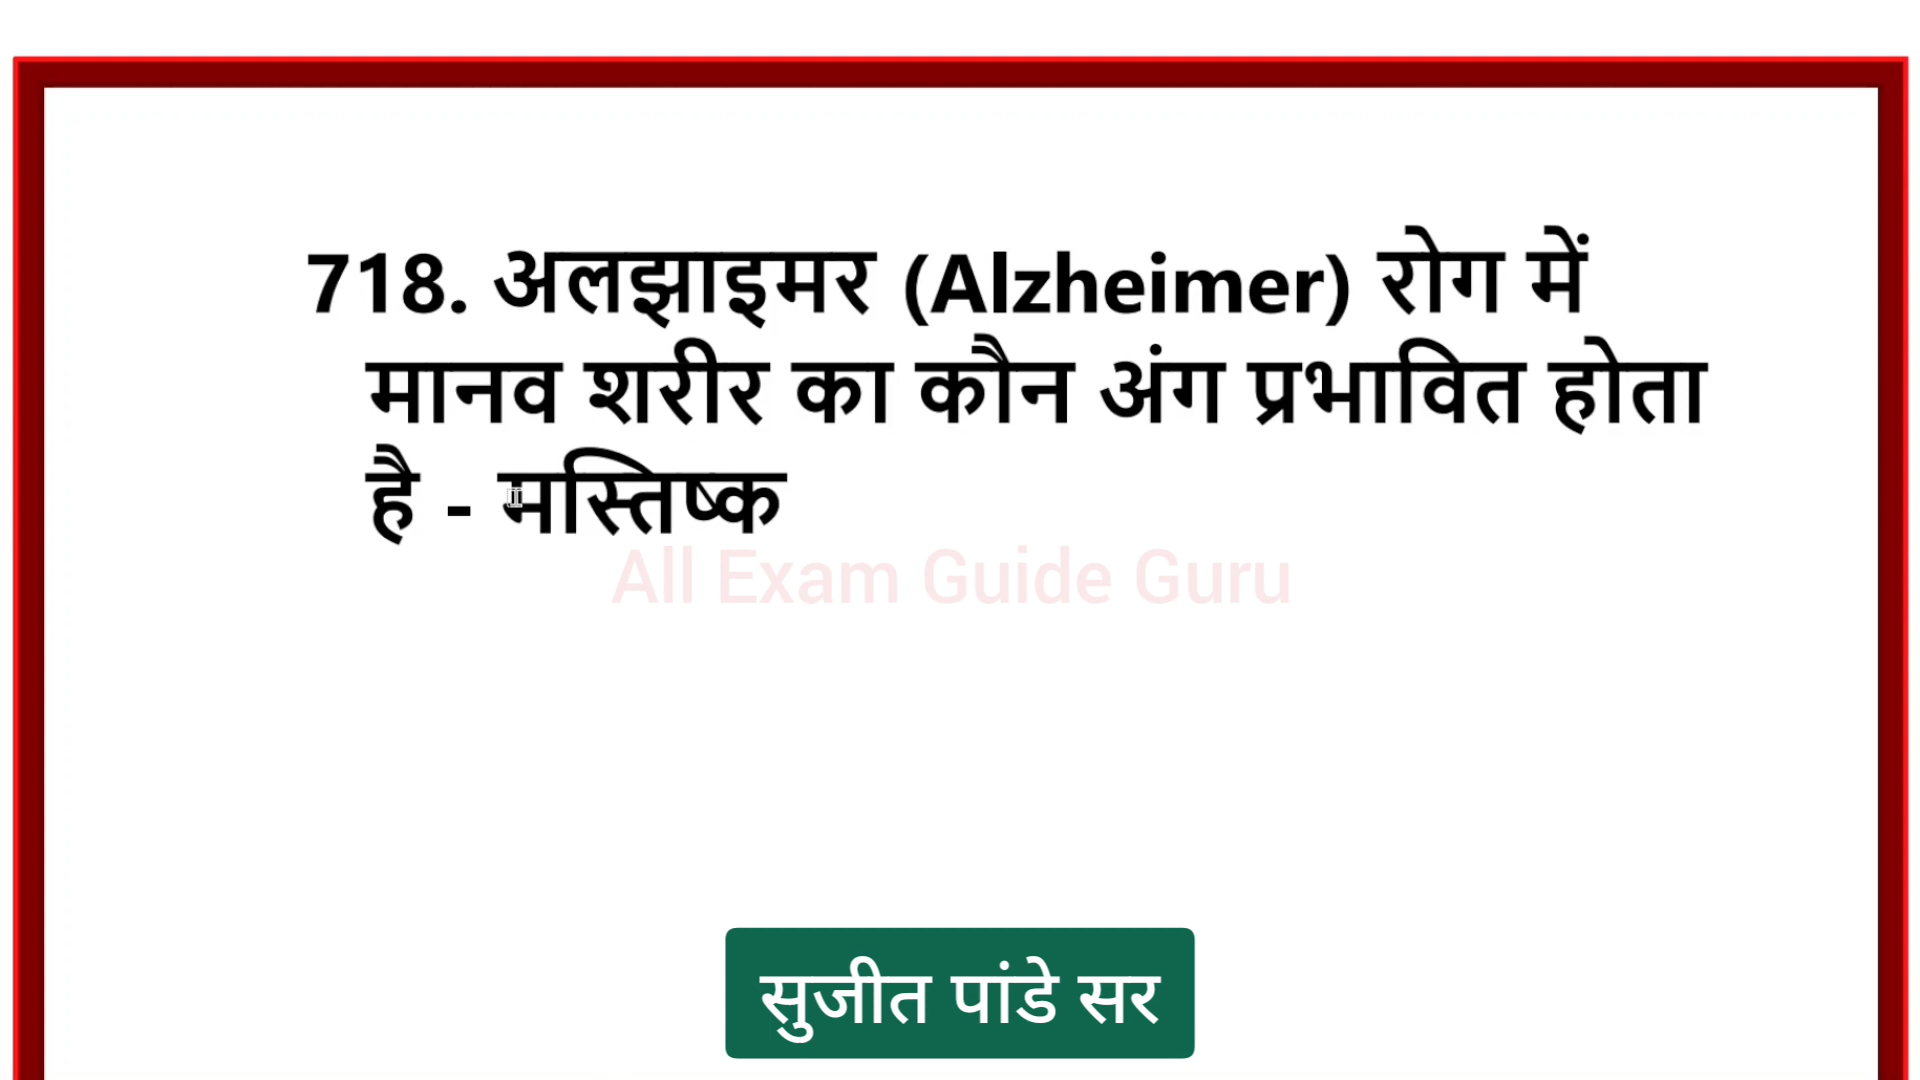 718. अलझाइमर (Alzheimer) रोग में
मानव शरीर का कौन अंग प्रभावित होता
है - मस्तिष्क
All Exam Guide Guru
सुजीत पांडे सर